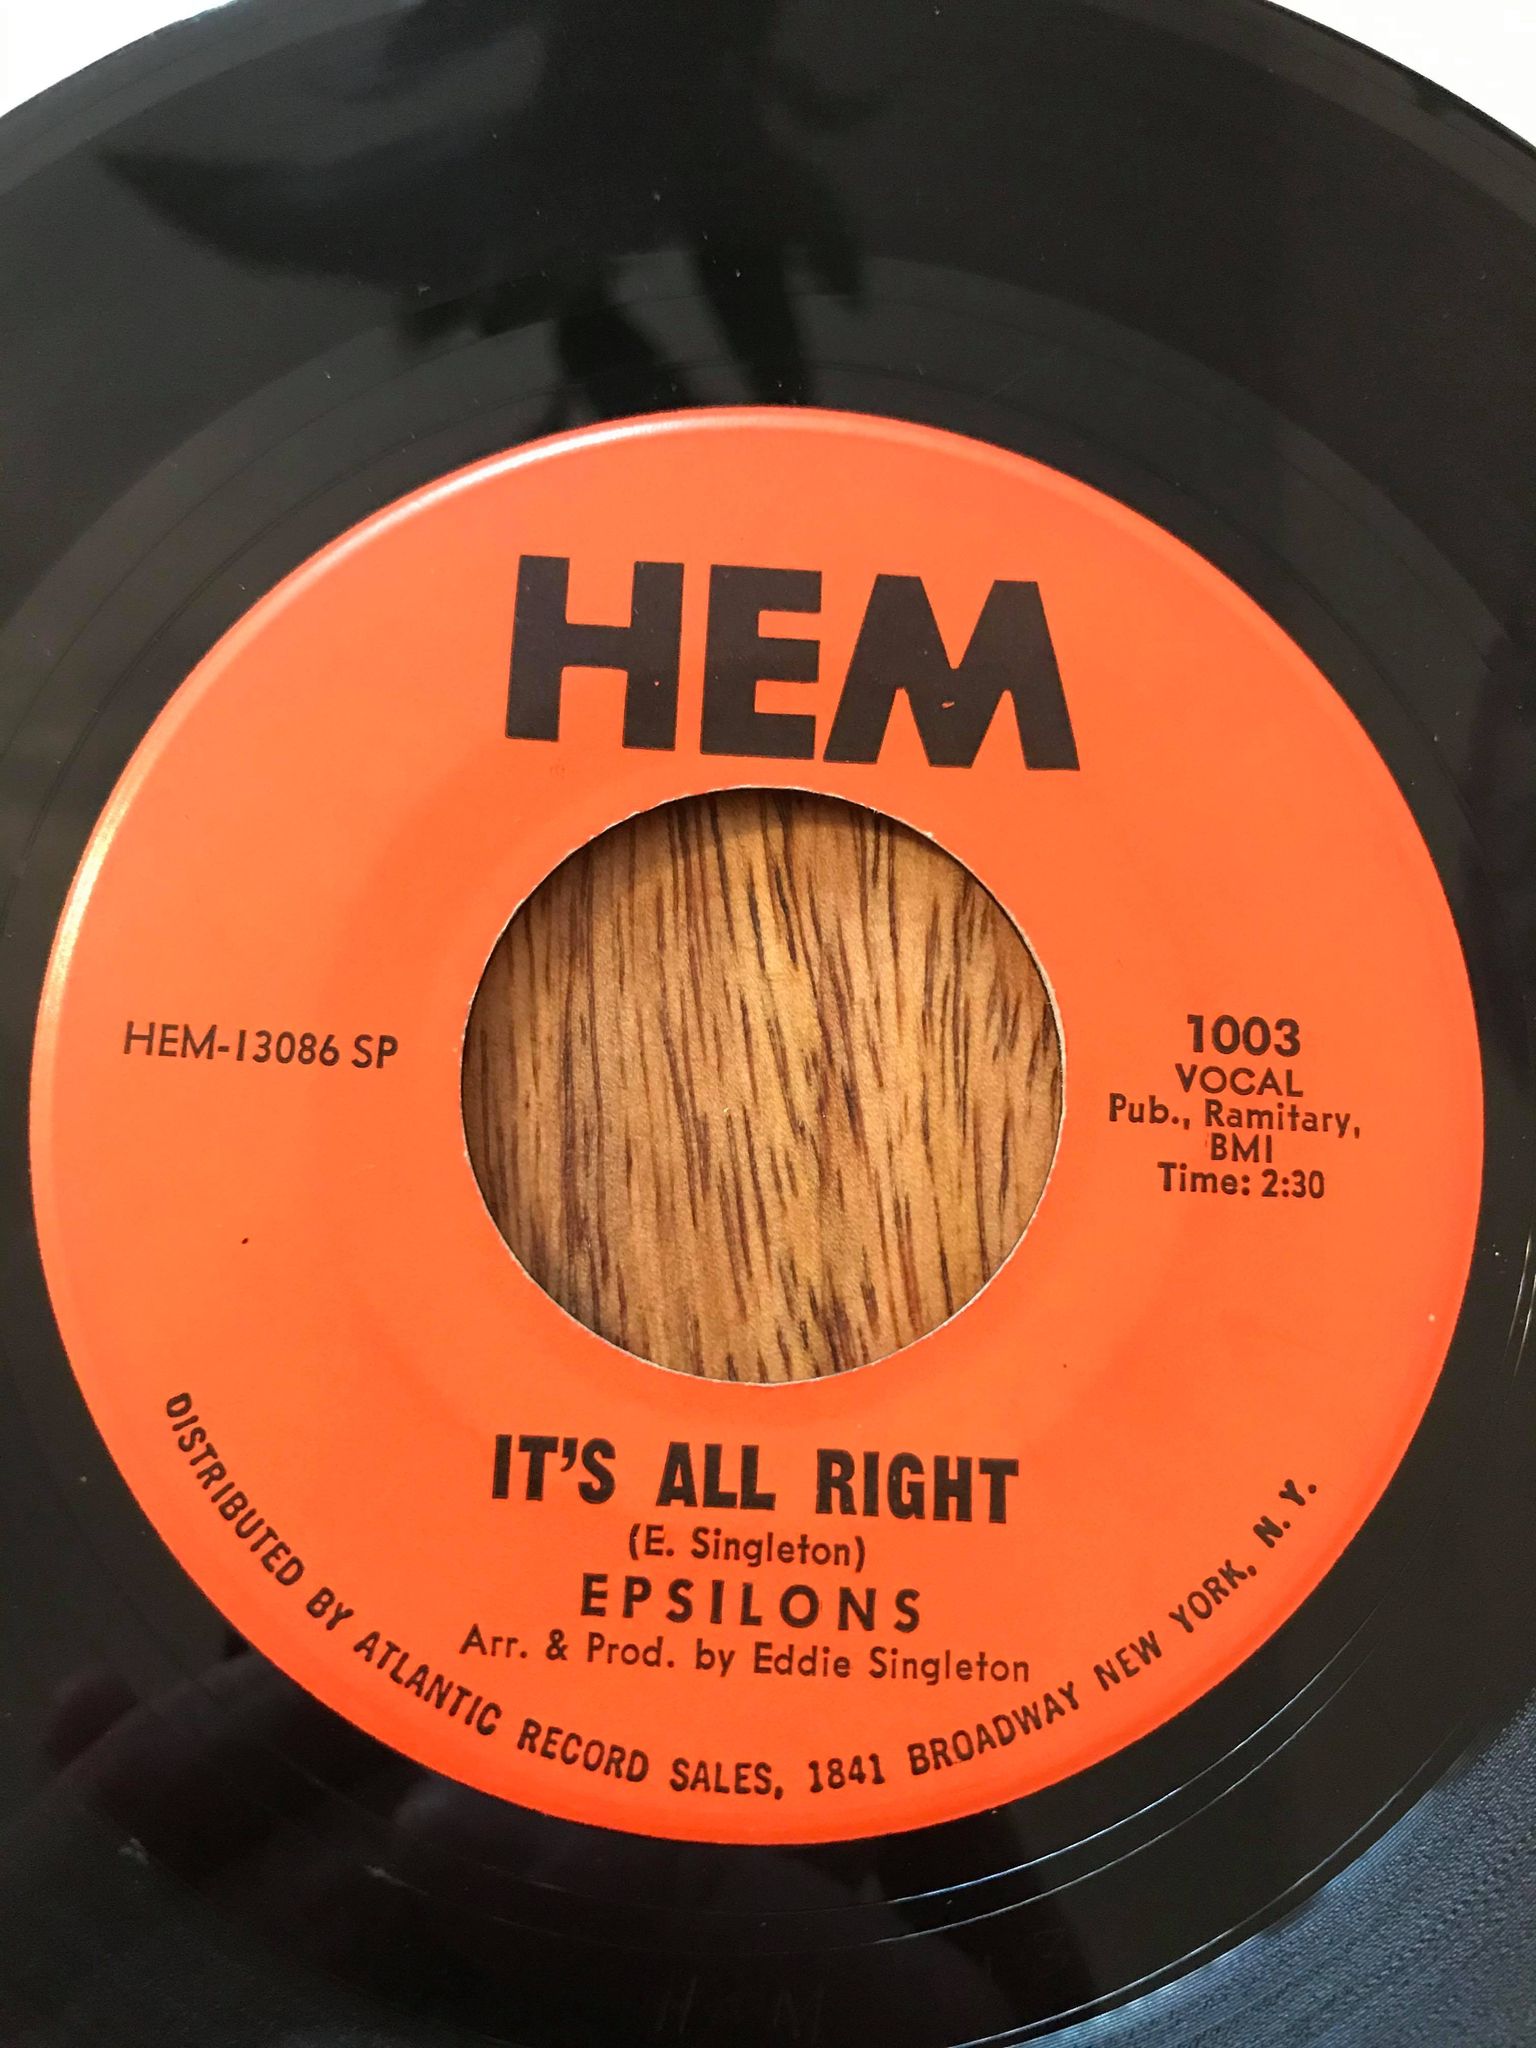 HEM
HEM-13086 SP
1003
VOCAL
Pub., Ramitary,
BMI
Time: 2:30
IT'S ALL RIGHT
(E. Singleton)
EPSILONS
Arr. & Prod. by Eddie Singleton
DISTRIBUTED BY ATLANTIC RECORD SALES, 1841 BROADWAY NEW YORK, N.Y.